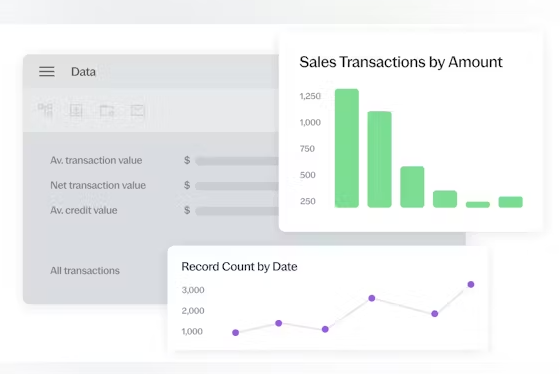 Data
Av. transaction value $
Net transaction value $
Av. credit value $
All transactions
Sales Transactions by Amount
1,250
1,000
750
500
250
Record Count by Date
3,000
2,000
1,000